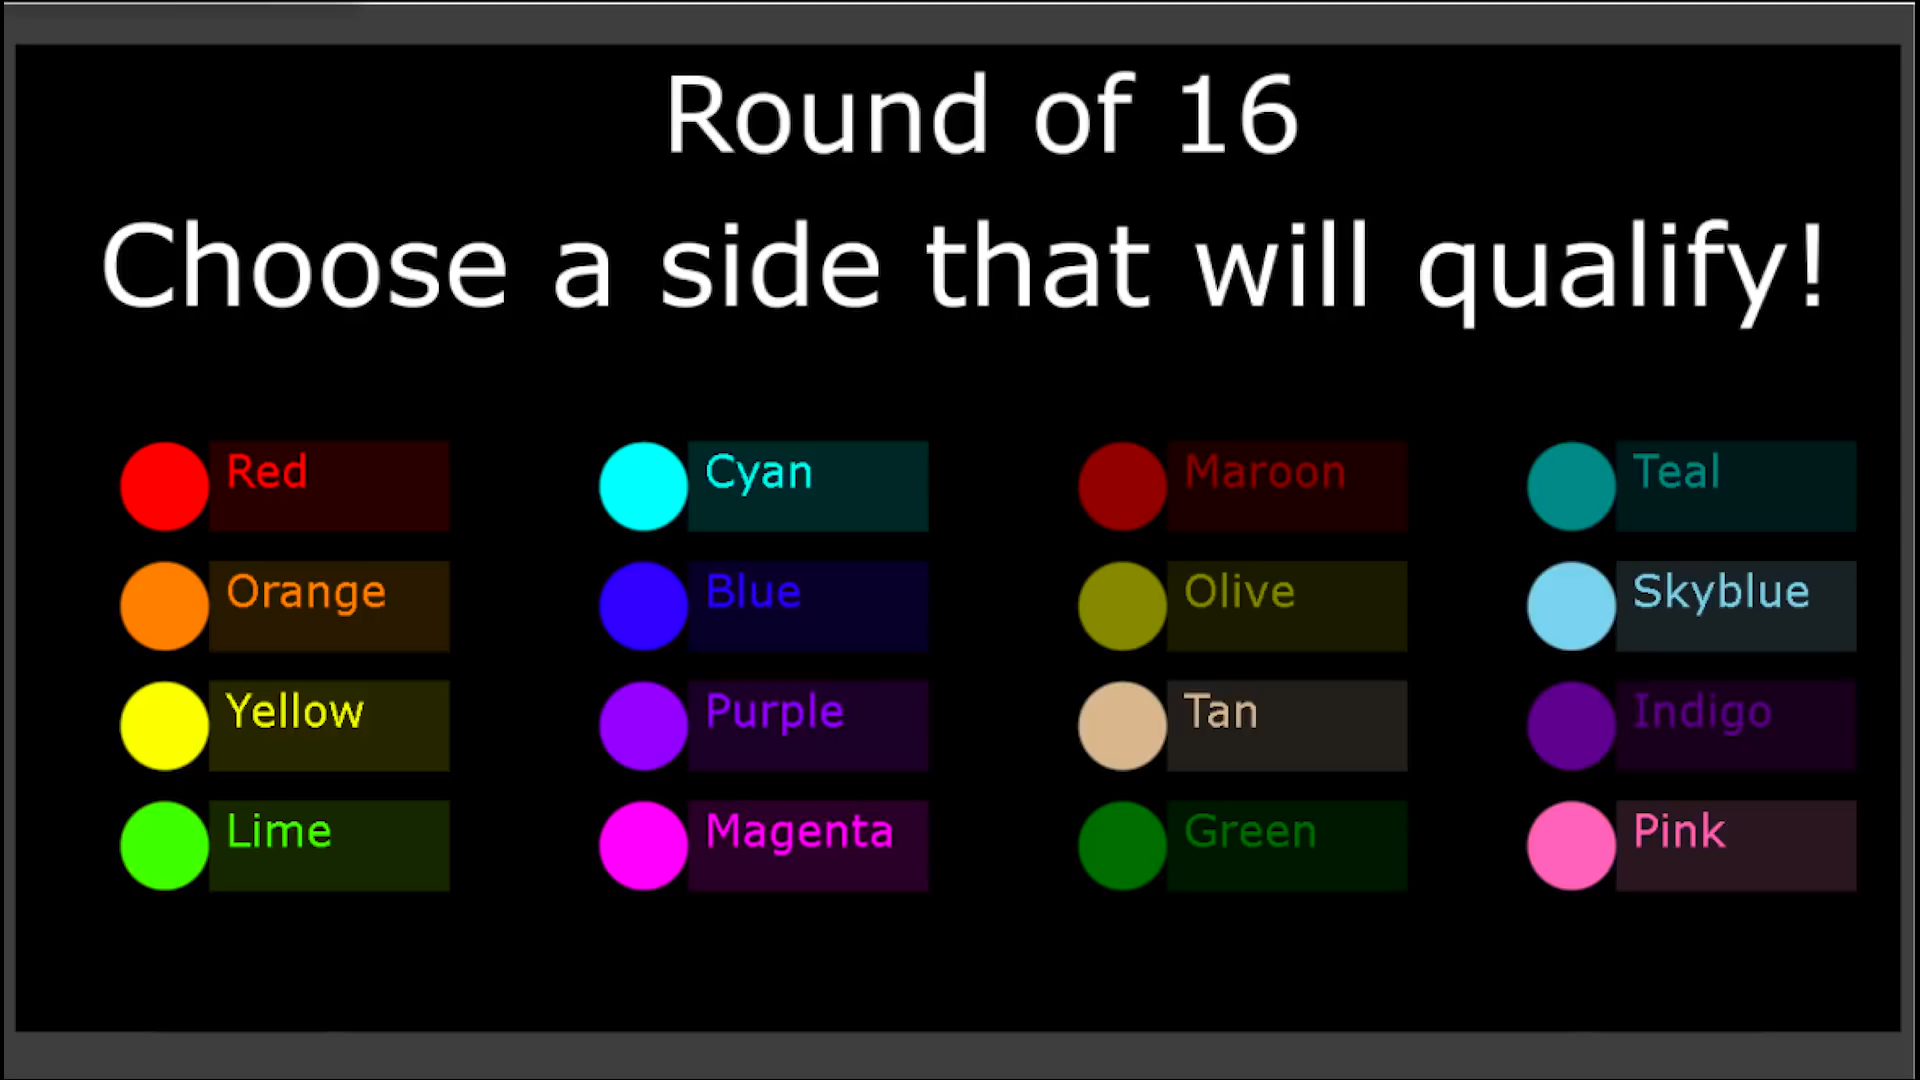 Round of 16
Choose a side that will qualify!
Red
Cyan
Maroon
Teal
Orange
Blue
Olive
Skyblue
Yellow
Purple
Tan
Indigo
Lime
Magenta
Green
Pink